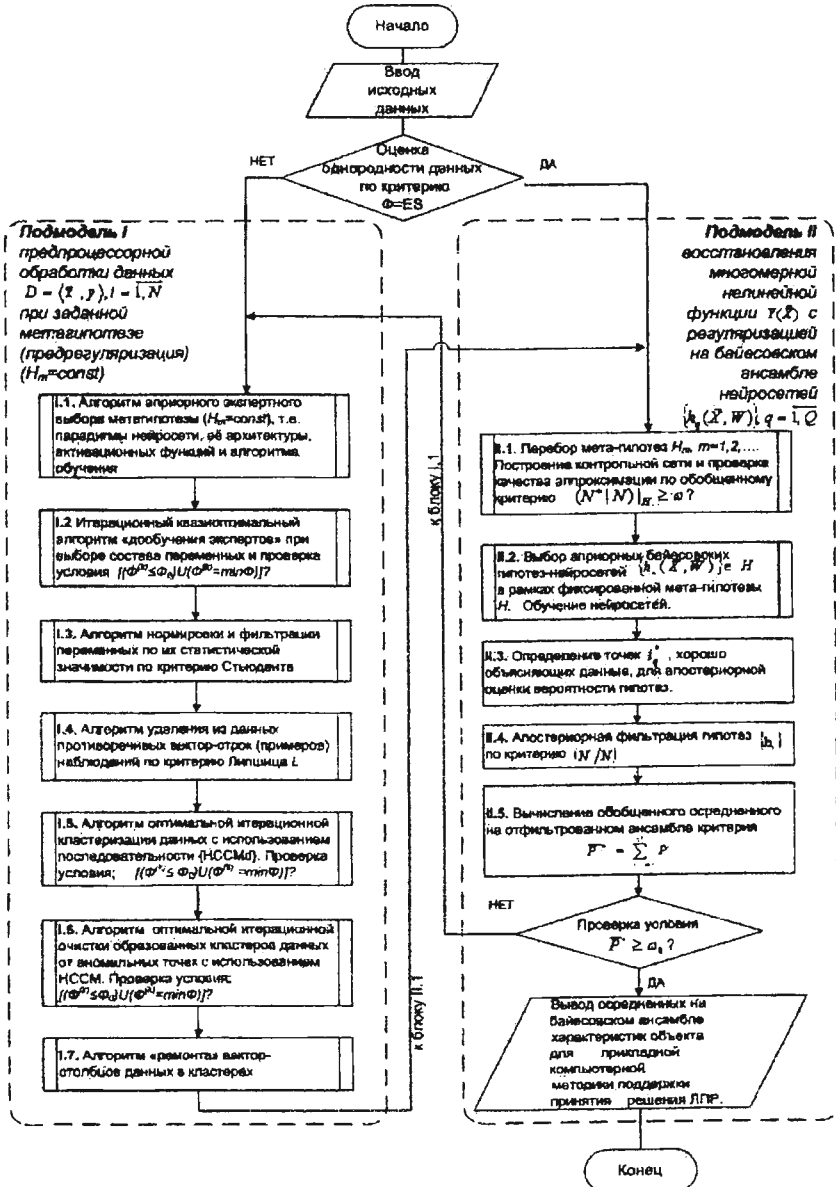 Начало
Ввод
исходных
данных
Оценка
однородности данных
по критерию
Ф=ES
НЕТ
ДА
Подмодель I
предпроцессорной
обработки данных
при заданной
метагипотезе
(предрегуляризация)
(Hm=const)
I.1. Алгоритм априорного экспертного
выбора метагипотезы (Hm=const), т.е.
парадигмы нейросети, её архитектуры,
активационных функций и алгоритма
обучения
I.2 Итерационный квазиоптимальный
алгоритм «дообучения экспертов» при
выборе состава переменных и проверка
условия
I.3. Алгоритм нормировки и фильтрации
переменных по их статистической
значимости по критерию Стьюдента
I.4. Алгоритм удаления из данных
противоречивых вектор-строк (примеров)
наблюдений по критерию Липшица L
I.5. Алгоритм оптимальной итерационной
кластеризации данных с использованием
последовательности {НССМd}. Проверка
условия;
I.6. Алгоритм оптимальной итерационной
очистки образованных кластеров данных
от аномальных точек с использованием
НССМ. Проверка условия:
I.7. Алгоритм «ремонта» вектор-
столбцов данных в кластерах
к блоку I.1
к блоку II.1
Подмодель II
восстановления
многомерной
нелинейной
функции Y(X̃) с
регуляризацией
на байесовском
ансамбле
нейросетей
II.1. Перебор мета-гипотез Hm, m=1,2,....
Построение контрольной сети и проверка
качества аппроксимации по обобщенному
критерию
II.2. Выбор априорных байесовских
гипотез-нейросетей
в рамках фиксированной мета-гипотезы
H. Обучение нейросетей.
II.3. Определение точек , хорошо
объясняющих данные, для апостериорной
оценки вероятности гипотез.
II.4. Апостериорная фильтрация гипотез
по критерию
II.5. Вычисление обобщенного осредненного
на отфильтрованном ансамбле критерия
НЕТ
Проверка условия
ДА
Вывод осредненных на
байесовском ансамбле
характеристик объекта
для прикладной
компьютерной
методики поддержки
принятия решения ЛПР.
Конец